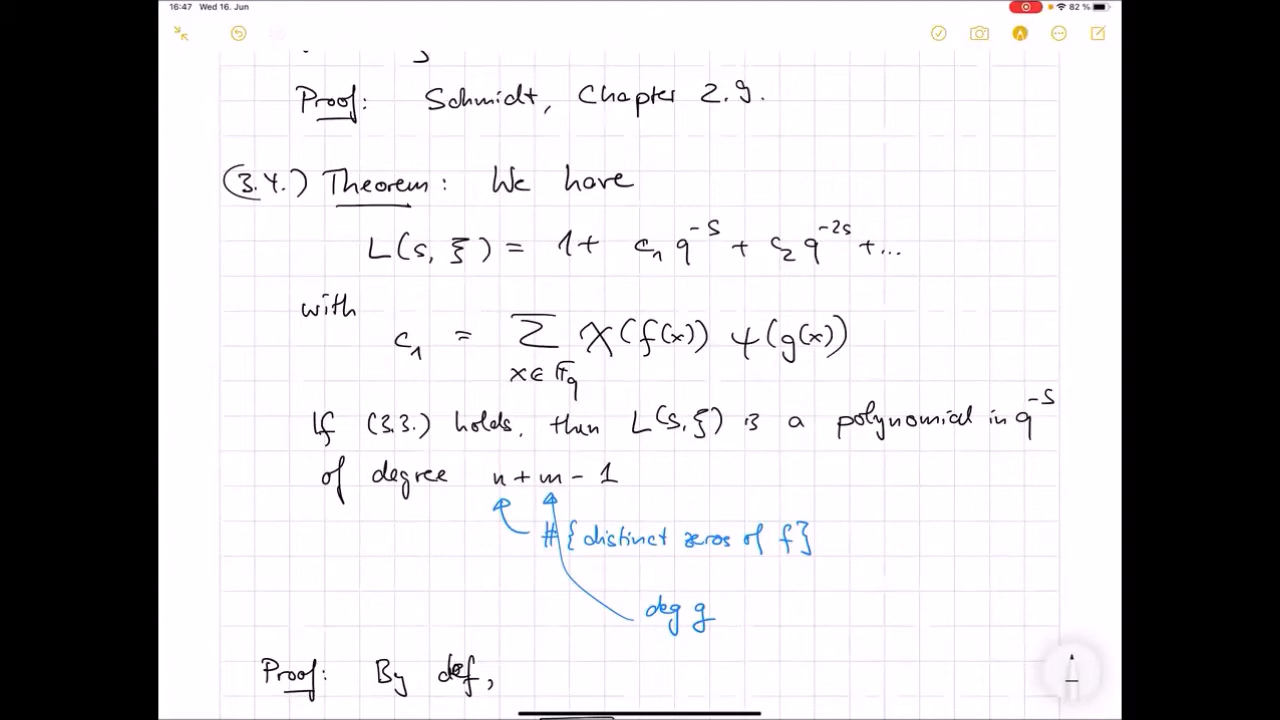 16:47 Wed 16. Jun
82 %
Proof: Schmidt, Chapter 2.9.
(3.4.) Theorem: We have
L(s, ξ) = 1 + c₁ q^{-s} + c₂ q^{-2s} + ...
with
c₁ = Σ_{x ∈ 𝔽_q} χ(f(x)) ψ(g(x))
If (3.3.) holds, then L(s, ξ) is a polynomial in q^{-s}
of degree n + m - 1
#{distinct zeros of f}
deg g
Proof: By def,